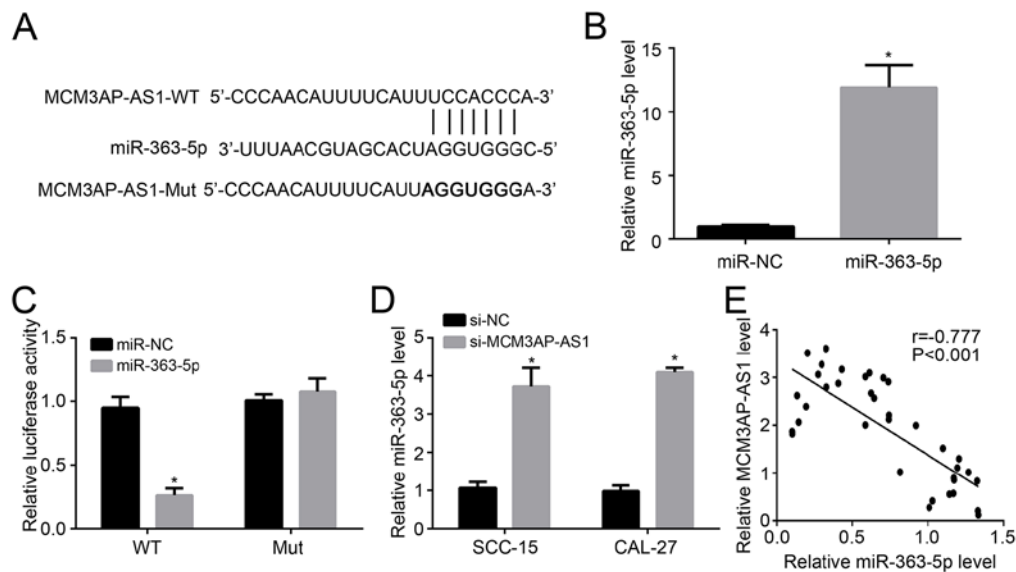 A
MCM3AP-AS1-WT 5'-CCCAACAUUUUCAUUUCCACCCA-3'
miR-363-5p 3'-UUUAACGUAGCACUAGGUGGGC-5'
MCM3AP-AS1-Mut 5'-CCCAACAUUUUCAUUAGGUGGGA-3'
B
Relative miR-363-5p level
15
10
5
0
*
miR-NC miR-363-5p
C
Relative luciferase activity
1.5
1.0
0.5
0.0
miR-NC
miR-363-5p
*
WT Mut
D
Relative miR-363-5p level
5
4
3
2
1
0
si-NC
si-MCM3AP-AS1
* *
SCC-15 CAL-27
E
Relative MCM3AP-AS1 level
4
3
2
1
0
r=-0.777
P<0.001
0.0 0.5 1.0 1.5
Relative miR-363-5p level